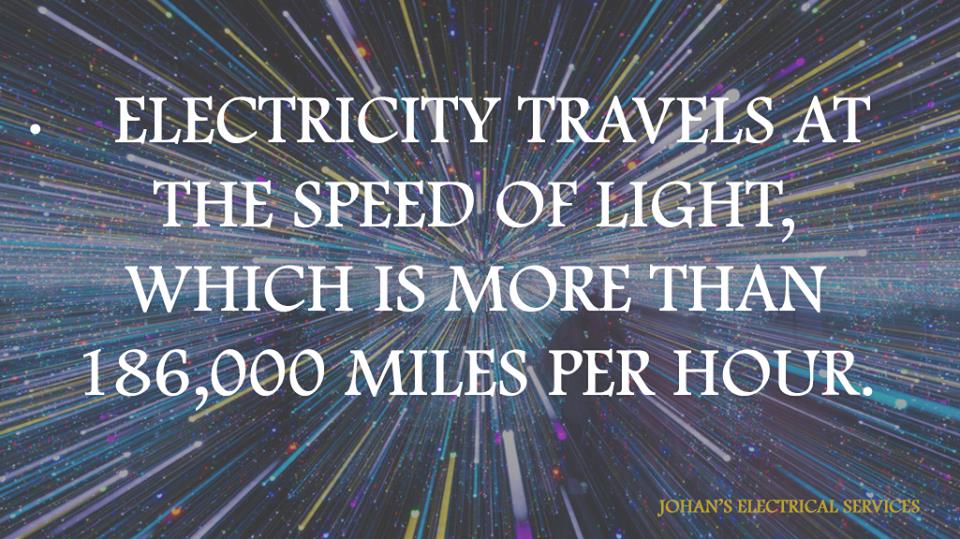 • ELECTRICITY TRAVELS AT
THE SPEED OF LIGHT,
WHICH IS MORE THAN
186,000 MILES PER HOUR.
JOHAN'S ELECTRICAL SERVICES